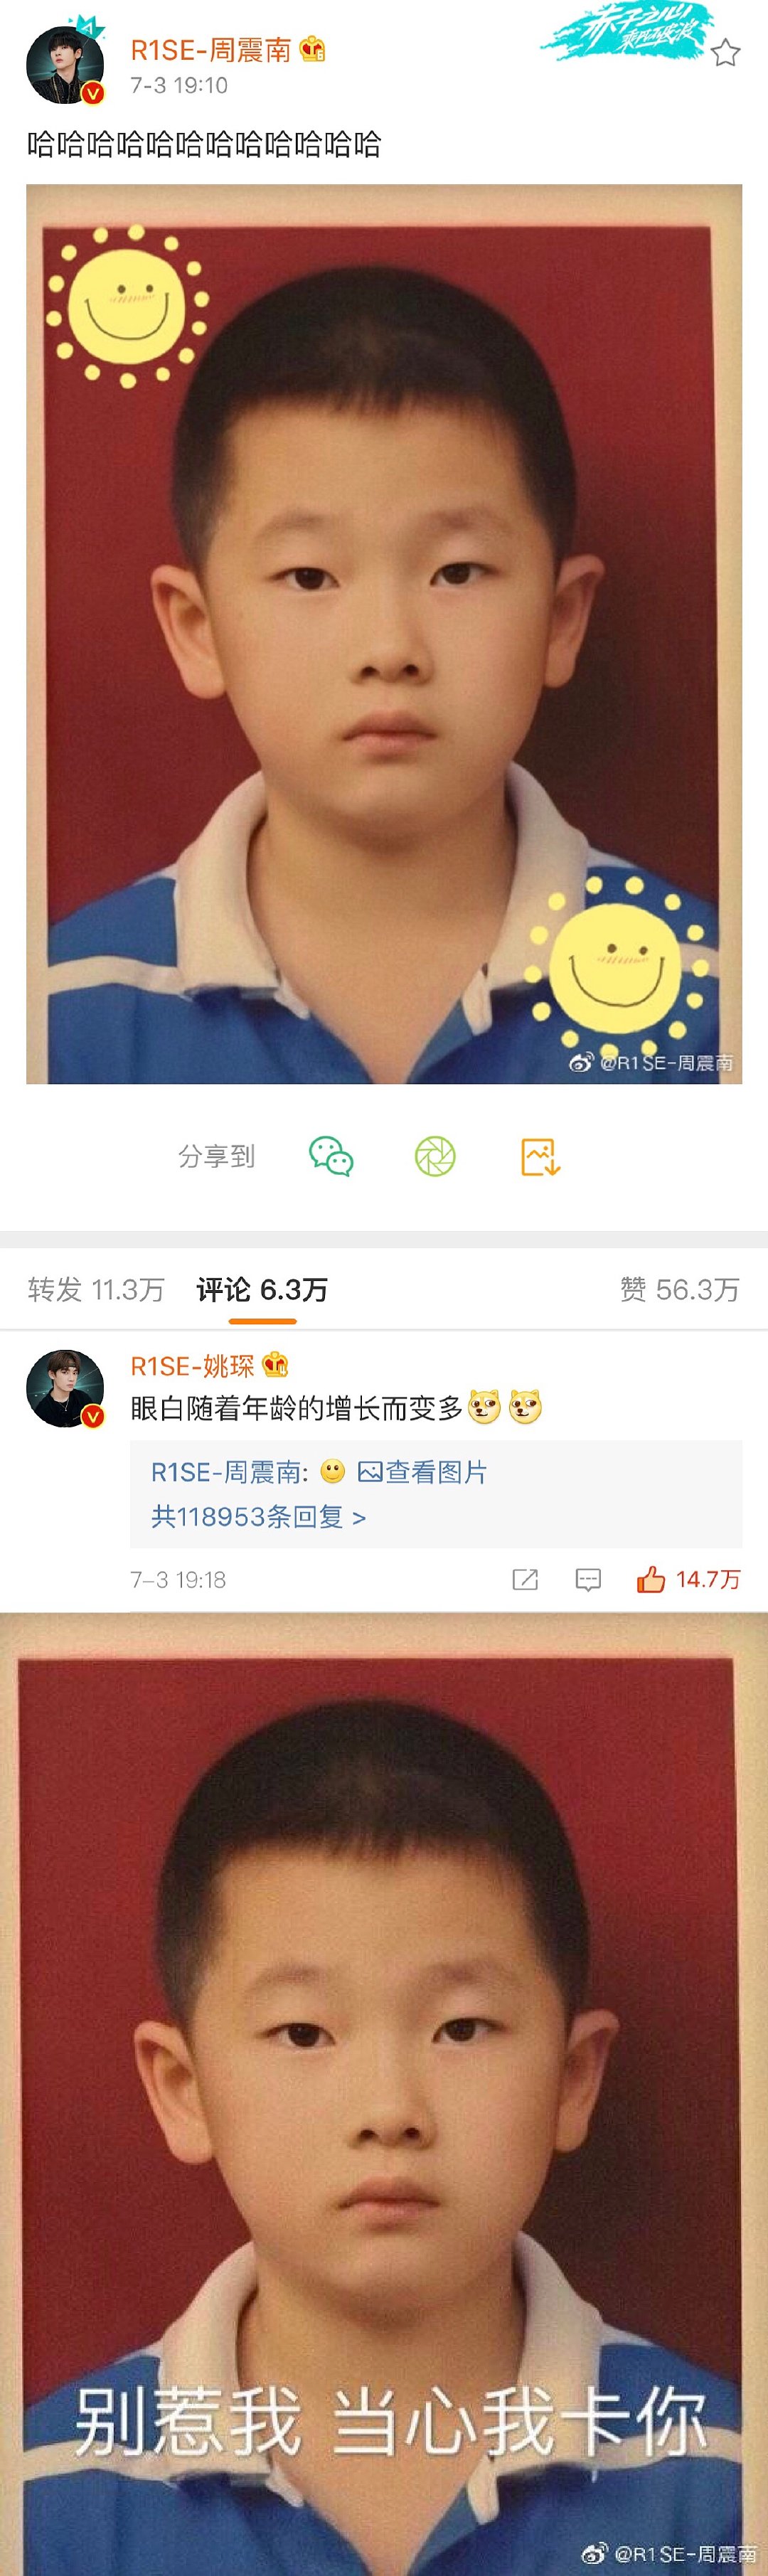 R1SE-周震南
7-3 19:10
赤子之心
乘风破浪
哈哈哈哈哈哈哈哈哈哈哈哈
@R1SE-周震南
分享到
转发 11.3万 评论 6.3万 赞 56.3万
R1SE-姚琛
眼白随着年龄的增长而变多
R1SE-周震南: 查看图片
共118953条回复 >
7-3 19:18 14.7万
别惹我 当心我卡你
@R1SE-周震南